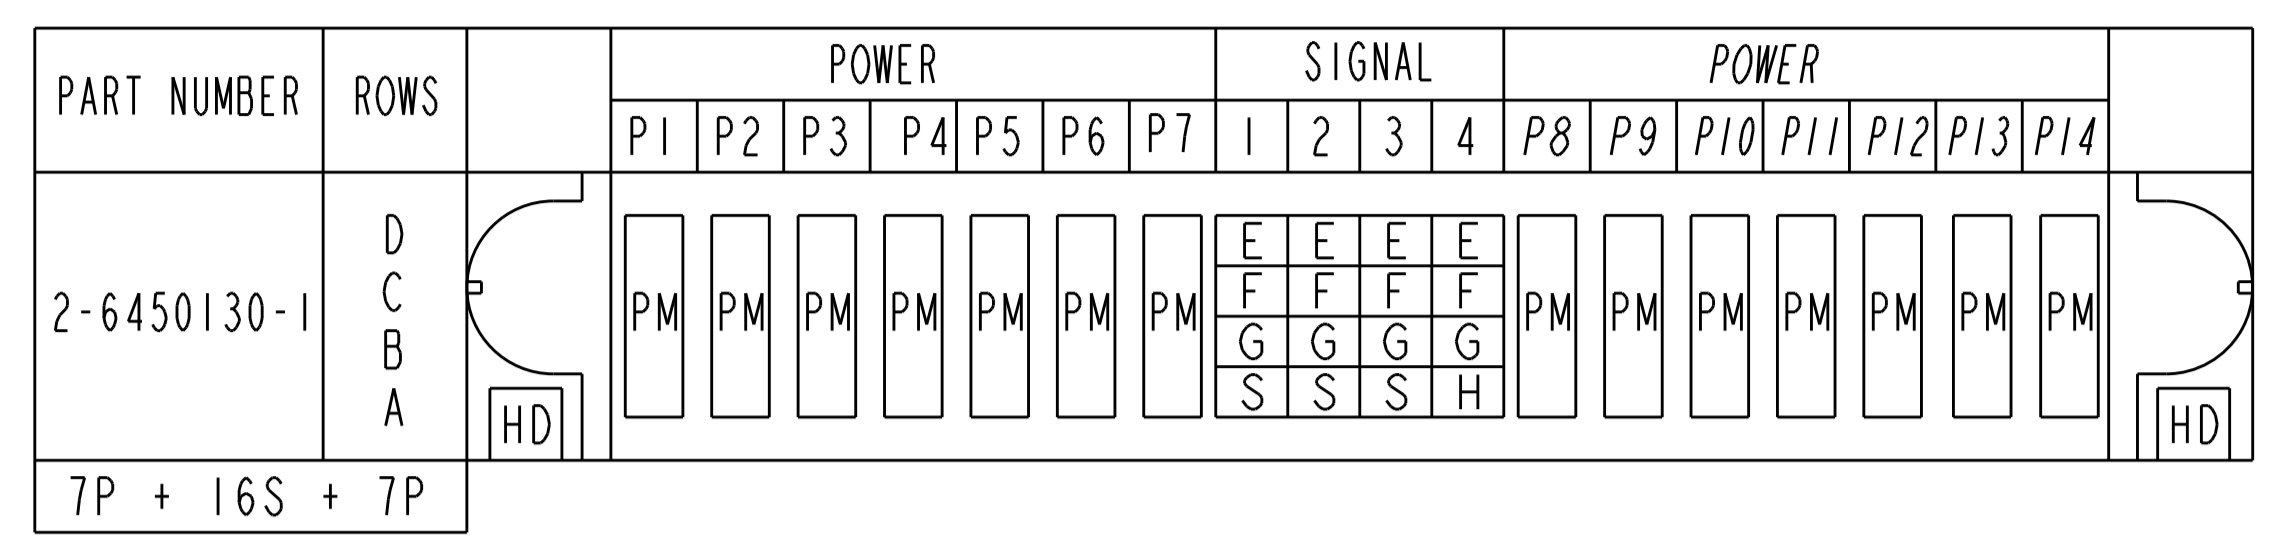 PART NUMBER ROWS POWER SIGNAL POWER
P1 P2 P3 P4 P5 P6 P7 1 2 3 4 P8 P9 P10 P11 P12 P13 P14
2-6450130-1
D
C
B
A
HD
PM PM PM PM PM PM PM
E E E E
F F F F
G G G G
S S S H
PM PM PM PM PM PM PM
HD
7P + 16S + 7P